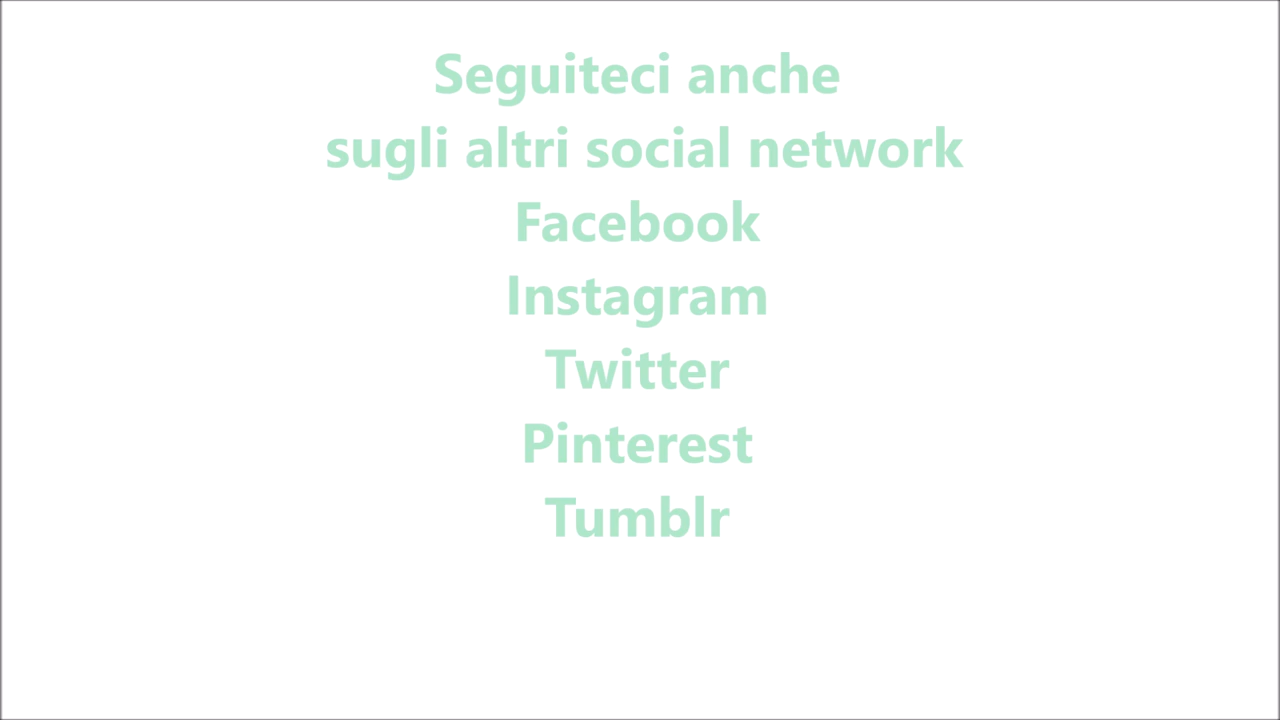 Seguiteci anche
sugli altri social network
Facebook
Instagram
Twitter
Pinterest
Tumblr